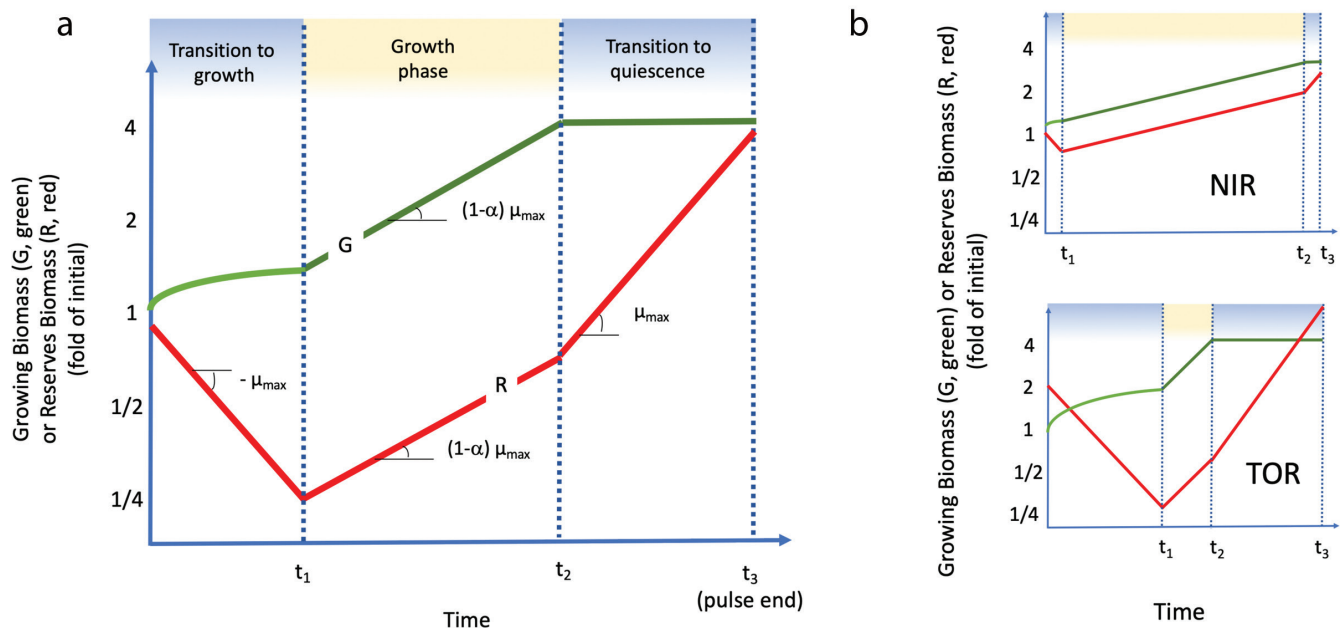 a
Transition to
growth
Growth
phase
Transition to
quiescence
Growing Biomass (G, green)
or Reserves Biomass (R, red)
(fold of initial)
4
2
1
1/2
1/4
G
(1-α) μmax
- μmax
R
(1-α) μmax
μmax
t1
t2
t3
(pulse end)
Time
b
Growing Biomass (G, green) or Reserves Biomass (R, red)
(fold of initial)
4
2
1
1/2
1/4
NIR
t1
t2
t3
4
2
1
1/2
1/4
TOR
t1
t2
t3
Time